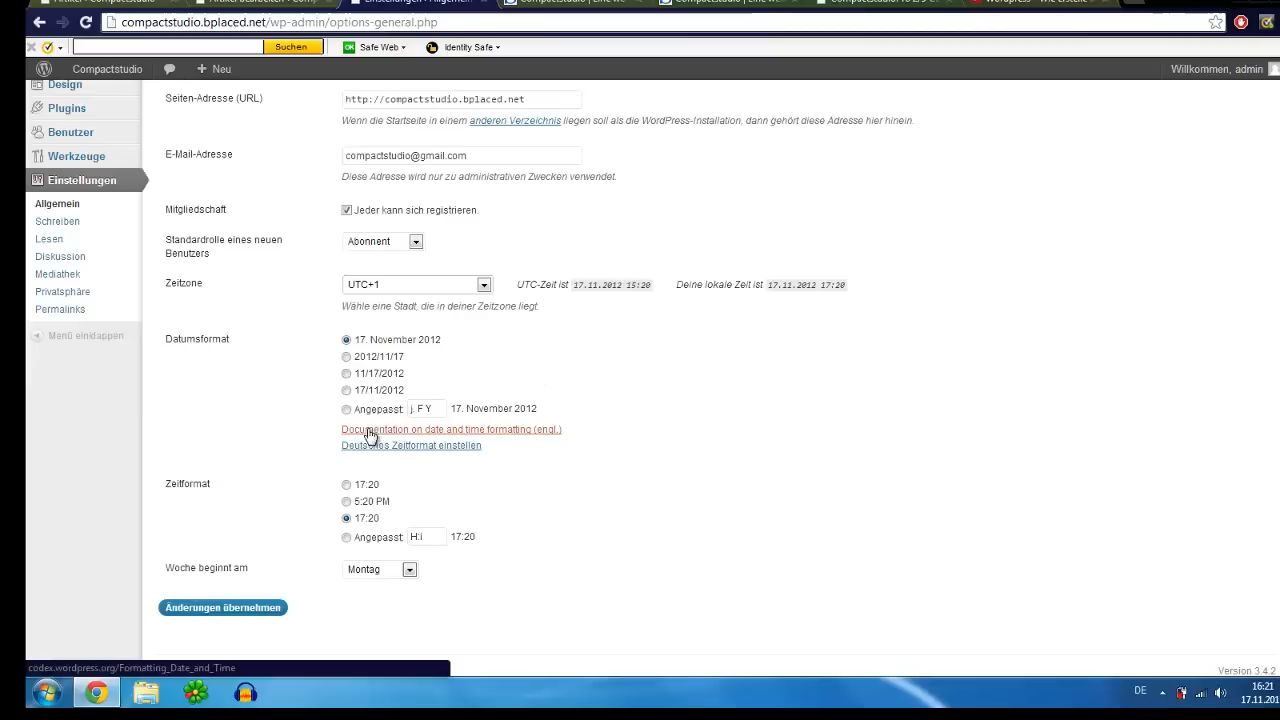 compactstudio.bplaced.net/wp-admin/options-general.php
Suchen Safe Web Identity Safe
Compactstudio Neu Willkommen, admin
Design
Plugins
Benutzer
Werkzeuge
Einstellungen
Allgemein
Schreiben
Lesen
Diskussion
Mediathek
Privatsphäre
Permalinks
Menü einklappen
Seiten-Adresse (URL) http://compactstudio.bplaced.net
Wenn die Startseite in einem anderen Verzeichnis liegen soll als die WordPress-Installation, dann gehört diese Adresse hier hinein.
E-Mail-Adresse compactstudio@gmail.com
Diese Adresse wird nur zu administrativen Zwecken verwendet.
Mitgliedschaft Jeder kann sich registrieren.
Standardrolle eines neuen
Benutzers Abonnent
Zeitzone UTC+1 UTC-Zeit ist 17.11.2012 15:20 Deine lokale Zeit ist 17.11.2012 17:20
Wähle eine Stadt, die in deiner Zeitzone liegt.
Datumsformat 17. November 2012
2012/11/17
11/17/2012
17/11/2012
Angepasst: j. F Y 17. November 2012
Documentation on date and time formatting (engl.)
Deutsches Zeitformat einstellen
Zeitformat 17:20
5:20 PM
17:20
Angepasst: H:i 17:20
Woche beginnt am Montag
Änderungen übernehmen
codex.wordpress.org/Formatting_Date_and_Time
Version 3.4.2
DE 16:21
17.11.201